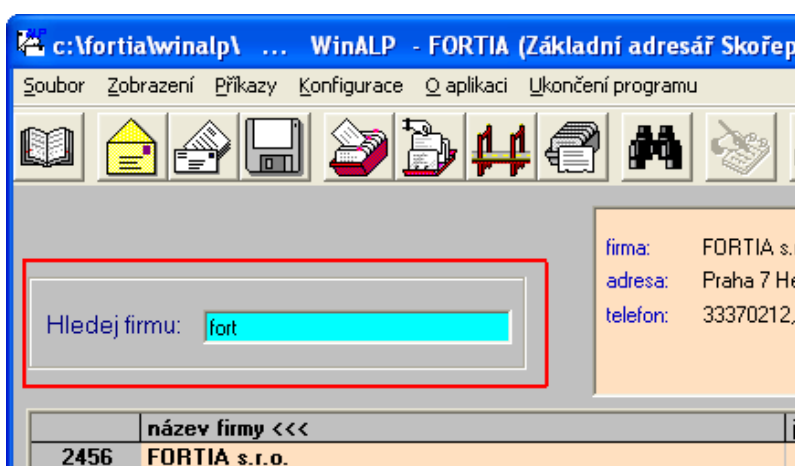 c:\fortia\winalp\ ... WinALP - FORTIA (Základní adresář Skořep
Soubor Zobrazení Příkazy Konfigurace O aplikaci Ukončení programu
firma: FORTIA s.
adresa: Praha 7 He
telefon: 33370212,
Hledej firmu: fort
název firmy <<<
2456 FORTIA s.r.o.